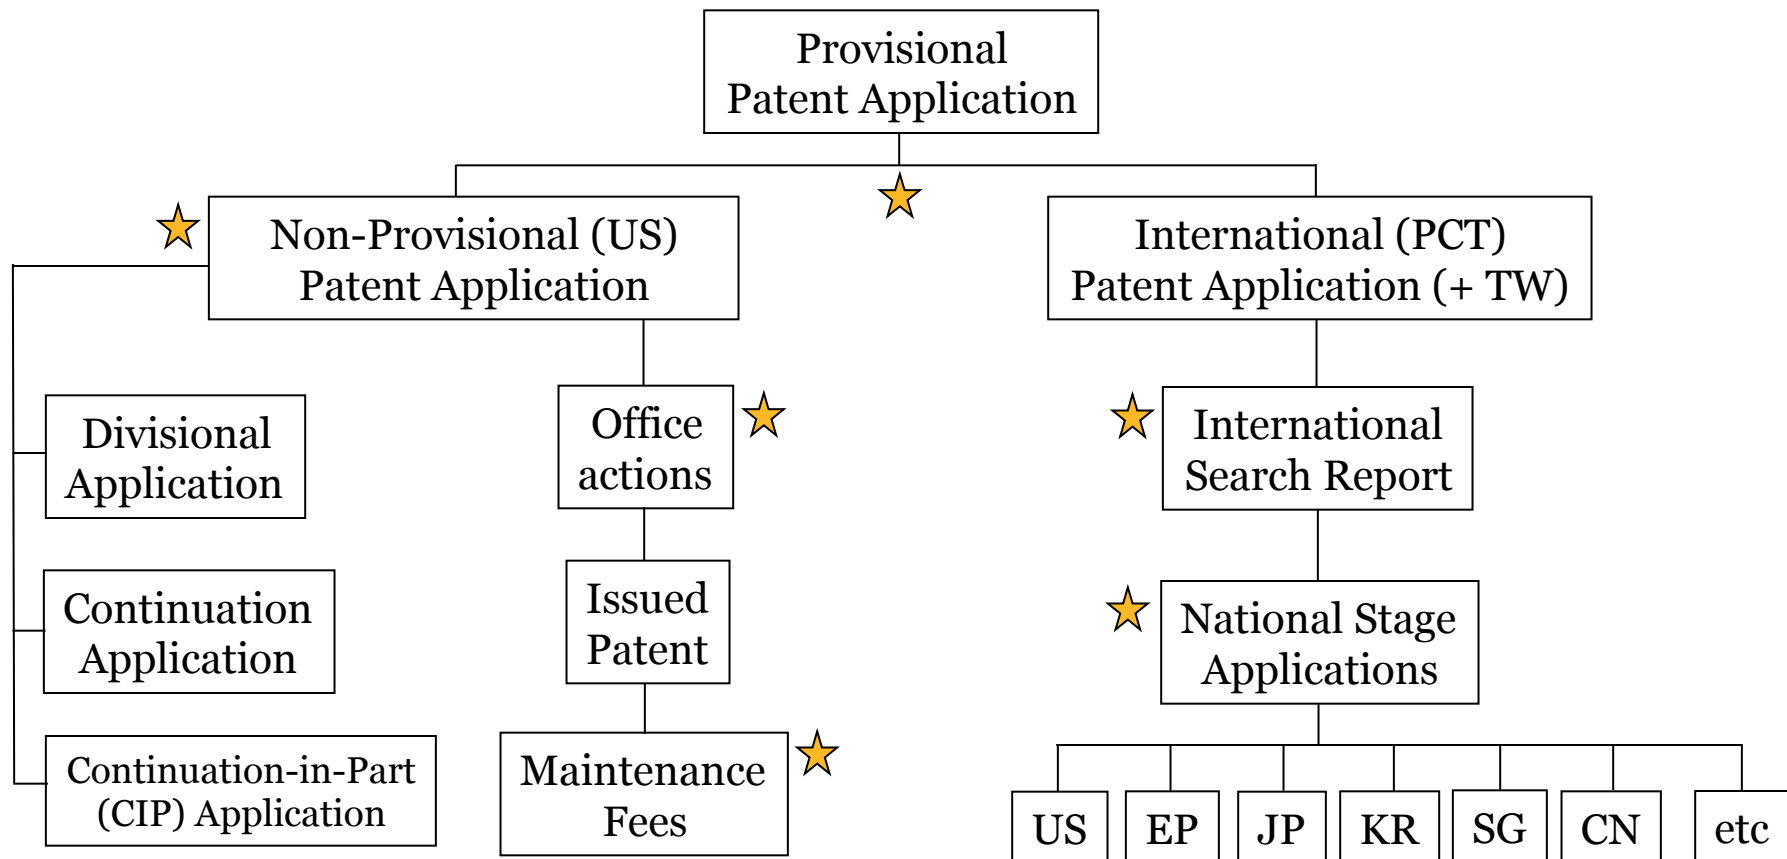 Provisional
Patent Application
Non-Provisional (US)
Patent Application
International (PCT)
Patent Application (+ TW)
Divisional
Application
Office
actions
International
Search Report
Continuation
Application
Issued
Patent
National Stage
Applications
Continuation-in-Part
(CIP) Application
Maintenance
Fees
US
EP
JP
KR
SG
CN
etc